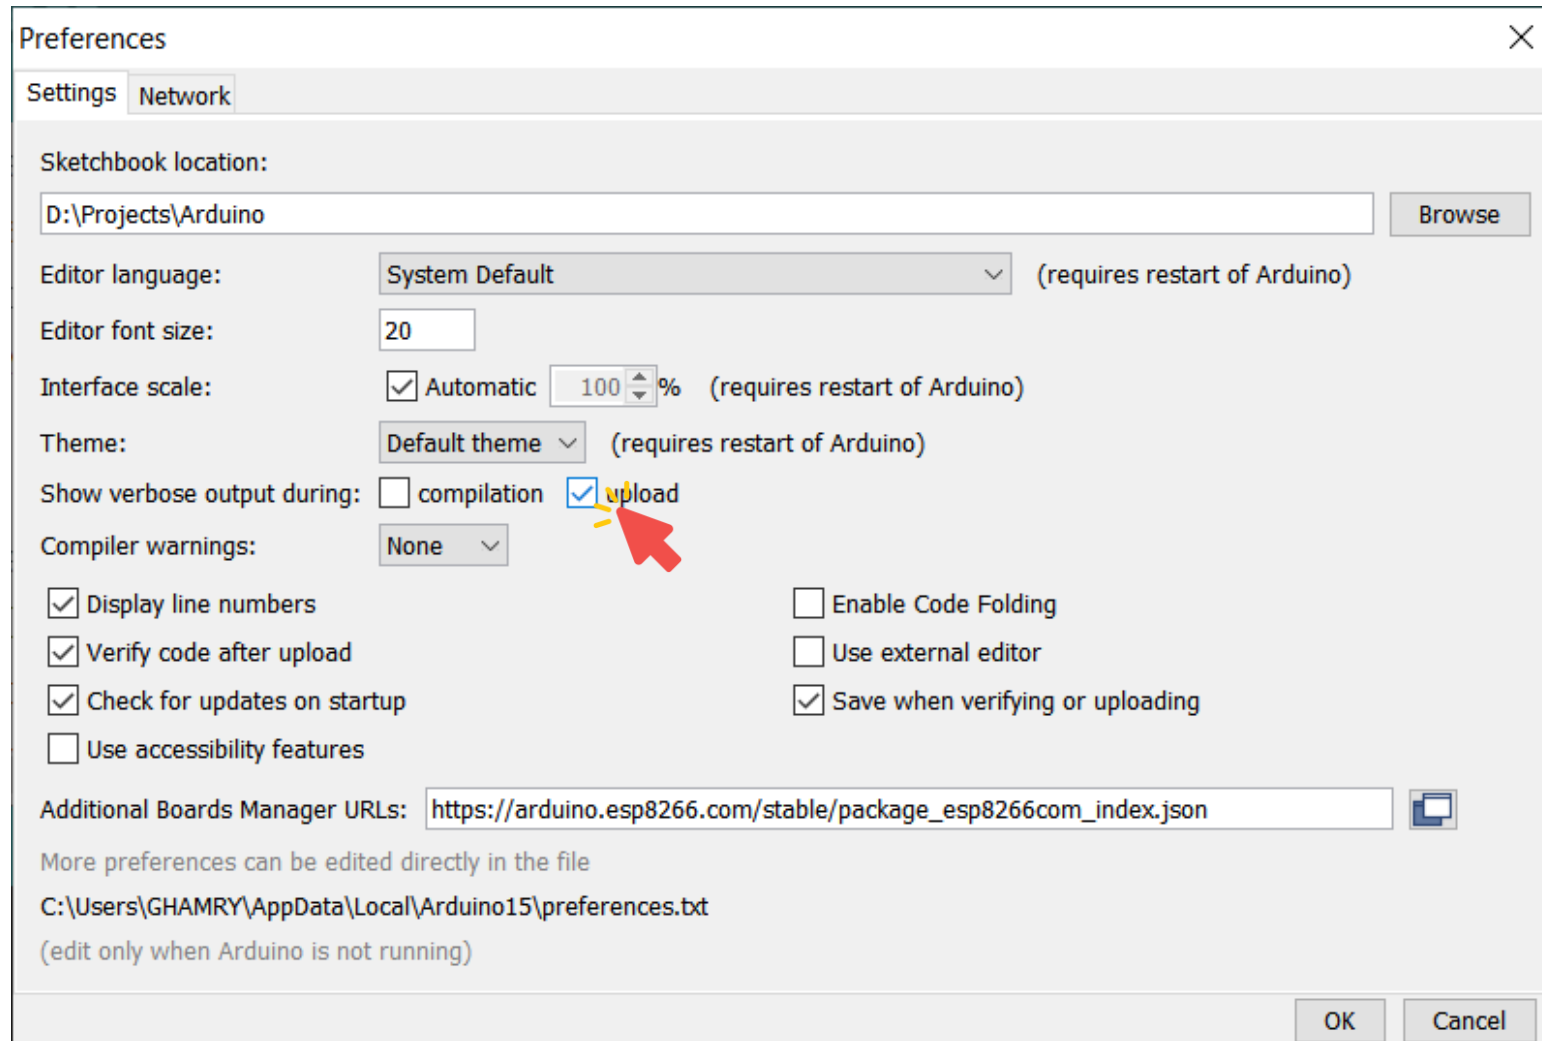 Preferences
Settings Network
Sketchbook location:
D:\Projects\Arduino Browse
Editor language: System Default (requires restart of Arduino)
Editor font size: 20
Interface scale: Automatic 100 % (requires restart of Arduino)
Theme: Default theme (requires restart of Arduino)
Show verbose output during: compilation upload
Compiler warnings: None
Display line numbers Enable Code Folding
Verify code after upload Use external editor
Check for updates on startup Save when verifying or uploading
Use accessibility features
Additional Boards Manager URLs: https://arduino.esp8266.com/stable/package_esp8266com_index.json
More preferences can be edited directly in the file
C:\Users\GHAMRY\AppData\Local\Arduino15\preferences.txt
(edit only when Arduino is not running)
OK Cancel